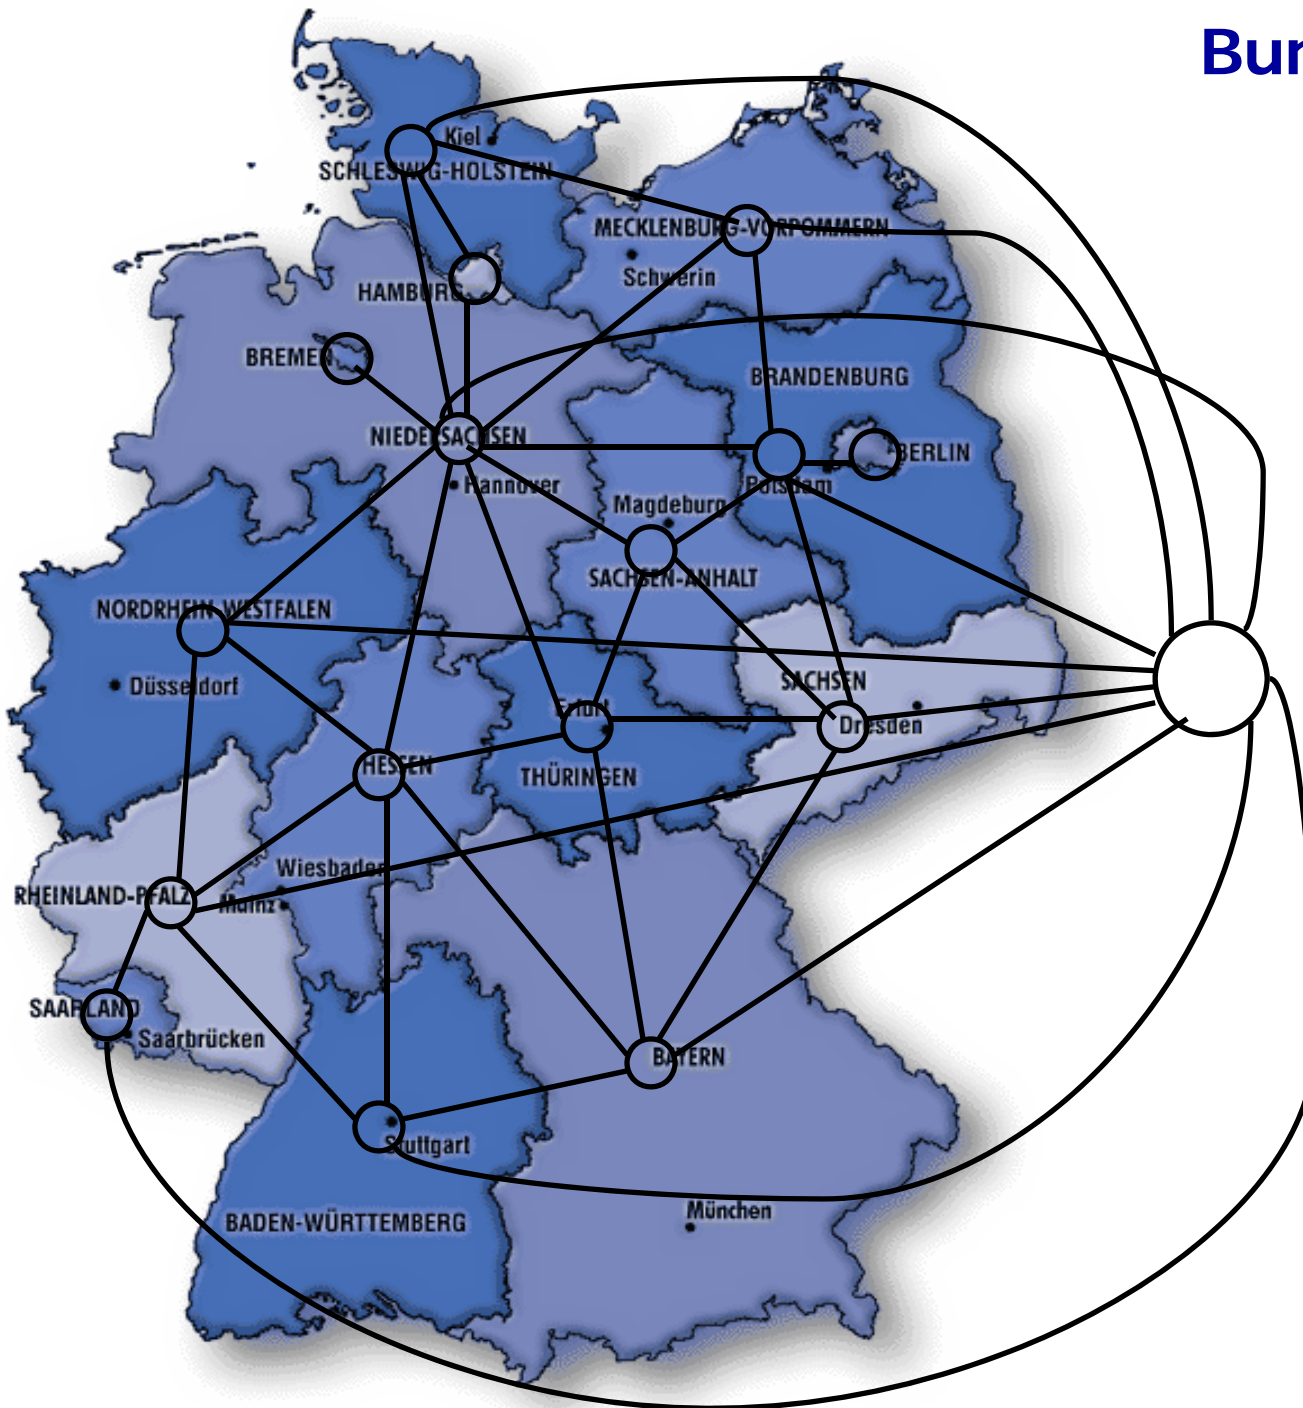 Bun
Kiel
SCHLESWIG-HOLSTEIN
MECKLENBURG-VORPOMMERN
Schwerin
HAMBURG
BREMEN
BRANDENBURG
NIEDERSACHSEN
BERLIN
Hannover
Potsdam
Magdeburg
SACHSEN-ANHALT
NORDRHEIN-WESTFALEN
Düsseldorf
SACHSEN
Erfurt
Dresden
HESSEN
THÜRINGEN
Wiesbaden
RHEINLAND-PFALZ
Mainz
SAARLAND
Saarbrücken
BAYERN
Stuttgart
München
BADEN-WÜRTTEMBERG